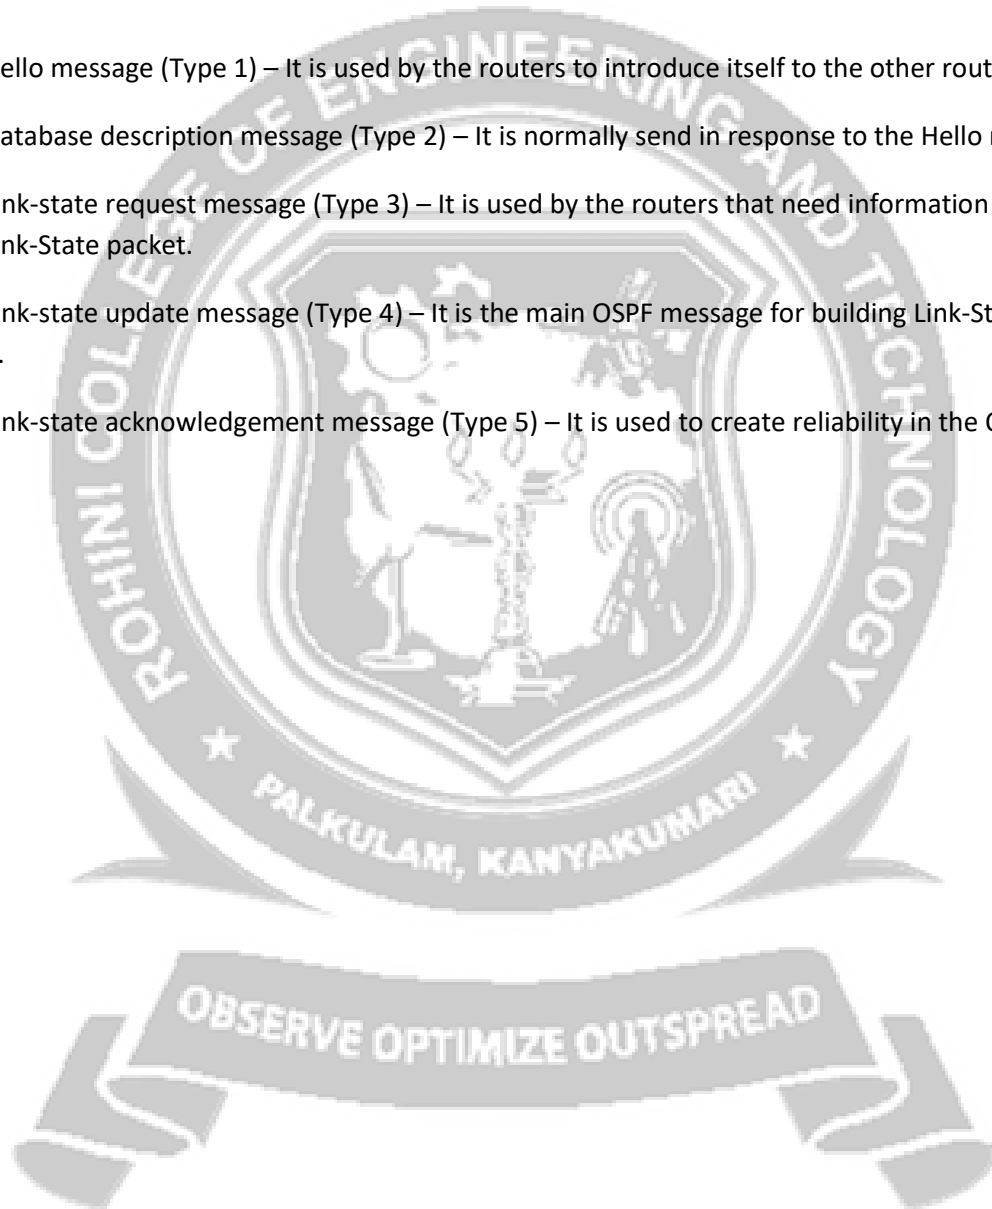 ello message (Type 1) – It is used by the routers to introduce itself to the other rout
atabase description message (Type 2) – It is normally send in response to the Hello
nk-state request message (Type 3) – It is used by the routers that need information
nk-State packet.
nk-state update message (Type 4) – It is the main OSPF message for building Link-St
.
nk-state acknowledgement message (Type 5) – It is used to create reliability in the
ROHINI COLLEGE OF ENGINEERING AND TECHNOLOGY
PALKULAM, KANYAKUMARI
OBSERVE OPTIMIZE OUTSPREAD